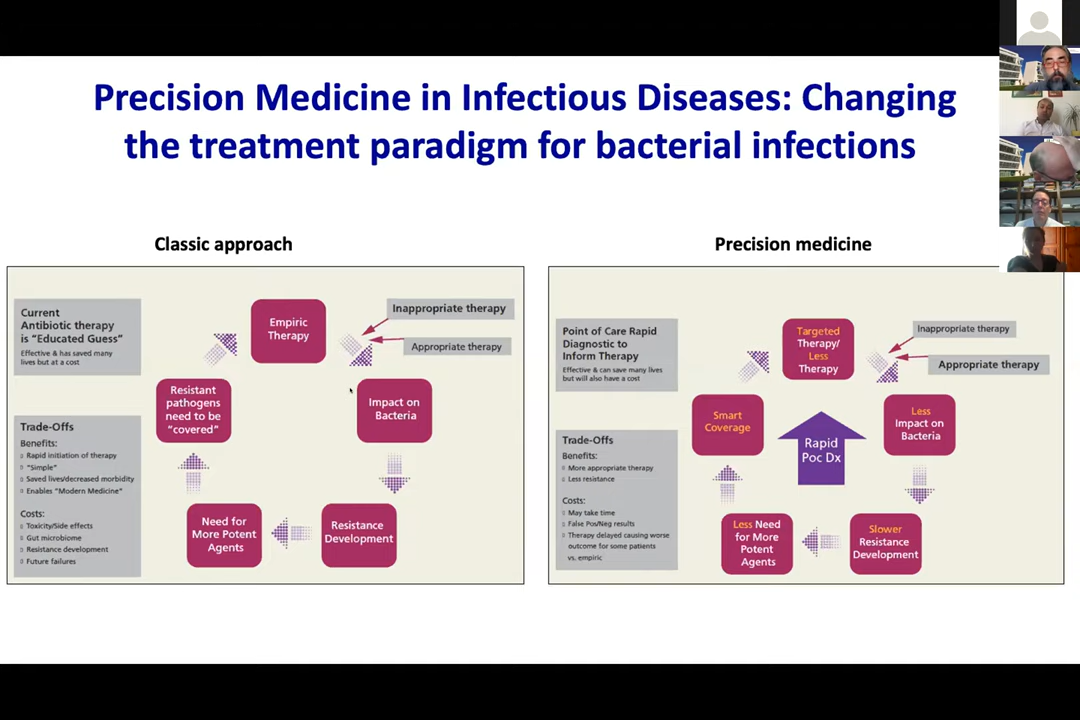 Precision Medicine in Infectious Diseases: Changing
the treatment paradigm for bacterial infections
Classic approach
Current
Antibiotic therapy
is “Educated Guess”
Effective & has saved many
lives but at a cost
Trade-Offs
Benefits:
Rapid initiation of therapy
“Simple”
Saved lives/decreased morbidity
Enables “Modern Medicine”
Costs:
Toxicity/Side effects
Gut microbiome
Resistance development
Future failures
Empiric
Therapy
Inappropriate therapy
Appropriate therapy
Impact on
Bacteria
Resistance
Development
Need for
More Potent
Agents
Resistant
pathogens
need to be
“covered”
Precision medicine
Point of Care Rapid
Diagnostic to
Inform Therapy
Effective & can save many lives
but will also have a cost
Trade-Offs
Benefits:
More appropriate therapy
Less resistance
Costs:
May take time
False Pos/Neg results
Therapy delayed causing worse
outcome for some patients
vs. empiric
Targeted
Therapy/
Less
Therapy
Inappropriate therapy
Appropriate therapy
Less
Impact on
Bacteria
Slower
Resistance
Development
Less Need
for More
Potent
Agents
Smart
Coverage
Rapid
Poc Dx